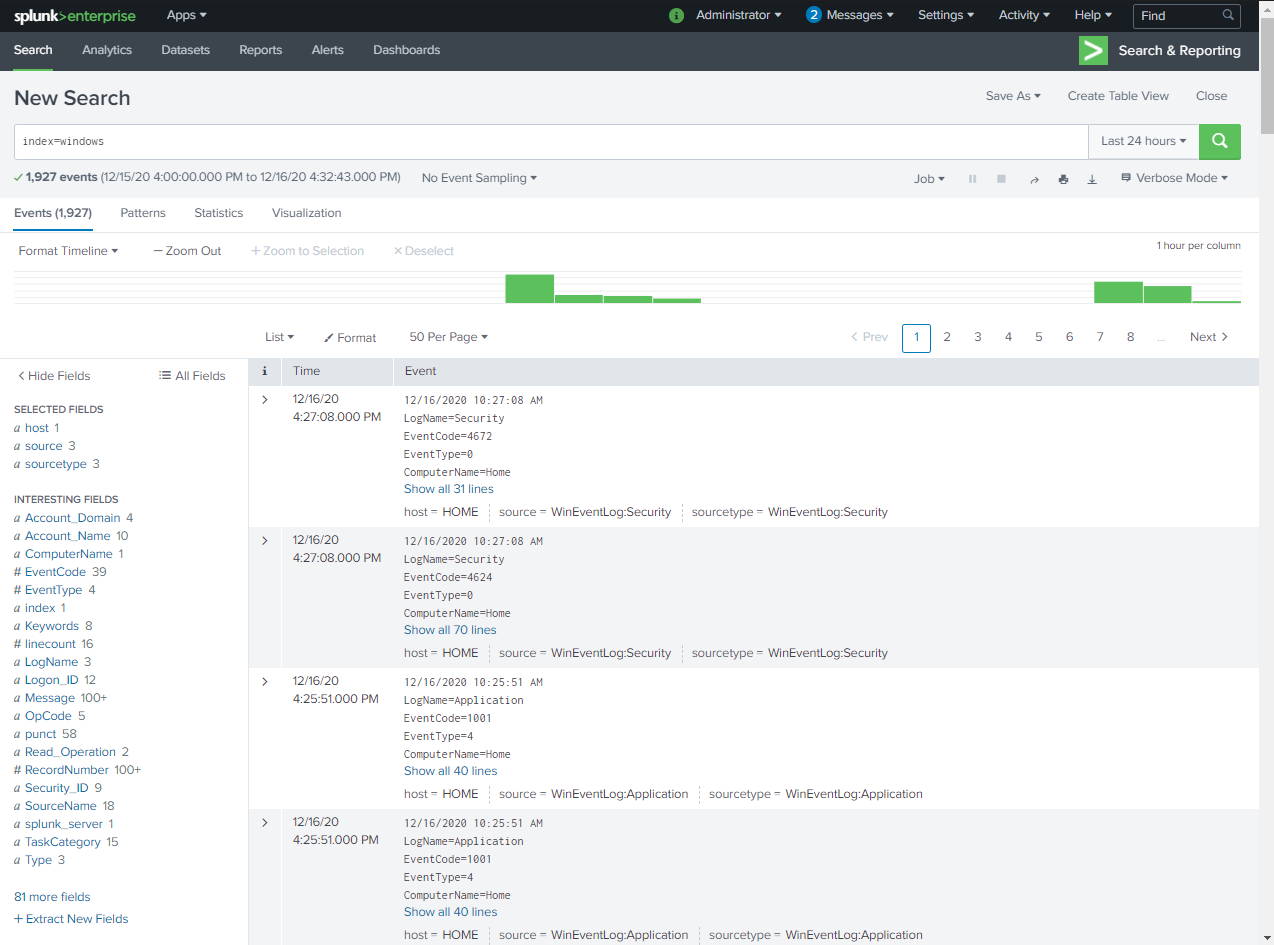 splunk>enterprise Apps ▾ i Administrator ▾ 2 Messages ▾ Settings ▾ Activity ▾ Help ▾ Find
Search Analytics Datasets Reports Alerts Dashboards > Search & Reporting
New Search Save As ▾ Create Table View Close
index=windows Last 24 hours ▾
✓ 1,927 events (12/15/20 4:00:00.000 PM to 12/16/20 4:32:43.000 PM) No Event Sampling ▾ Job ▾ Verbose Mode ▾
Events (1,927) Patterns Statistics Visualization
Format Timeline ▾ — Zoom Out + Zoom to Selection × Deselect 1 hour per column
List ▾ Format 50 Per Page ▾ < Prev 1 2 3 4 5 6 7 8 ... Next >
< Hide Fields All Fields
SELECTED FIELDS
a host 1
a source 3
a sourcetype 3
INTERESTING FIELDS
a Account_Domain 4
a Account_Name 10
a ComputerName 1
# EventCode 39
# EventType 4
a index 1
a Keywords 8
# linecount 16
a LogName 3
a Logon_ID 12
a Message 100+
a OpCode 5
a punct 58
a Read_Operation 2
# RecordNumber 100+
a Security_ID 9
a SourceName 18
a splunk_server 1
a TaskCategory 15
a Type 3
81 more fields
+ Extract New Fields
i Time Event
> 12/16/20
4:27:08.000 PM
12/16/2020 10:27:08 AM
LogName=Security
EventCode=4672
EventType=0
ComputerName=Home
Show all 31 lines
host = HOME source = WinEventLog:Security sourcetype = WinEventLog:Security
> 12/16/20
4:27:08.000 PM
12/16/2020 10:27:08 AM
LogName=Security
EventCode=4624
EventType=0
ComputerName=Home
Show all 70 lines
host = HOME source = WinEventLog:Security sourcetype = WinEventLog:Security
> 12/16/20
4:25:51.000 PM
12/16/2020 10:25:51 AM
LogName=Application
EventCode=1001
EventType=4
ComputerName=Home
Show all 40 lines
host = HOME source = WinEventLog:Application sourcetype = WinEventLog:Application
> 12/16/20
4:25:51.000 PM
12/16/2020 10:25:51 AM
LogName=Application
EventCode=1001
EventType=4
ComputerName=Home
Show all 40 lines
host = HOME source = WinEventLog:Application sourcetype = WinEventLog:Application